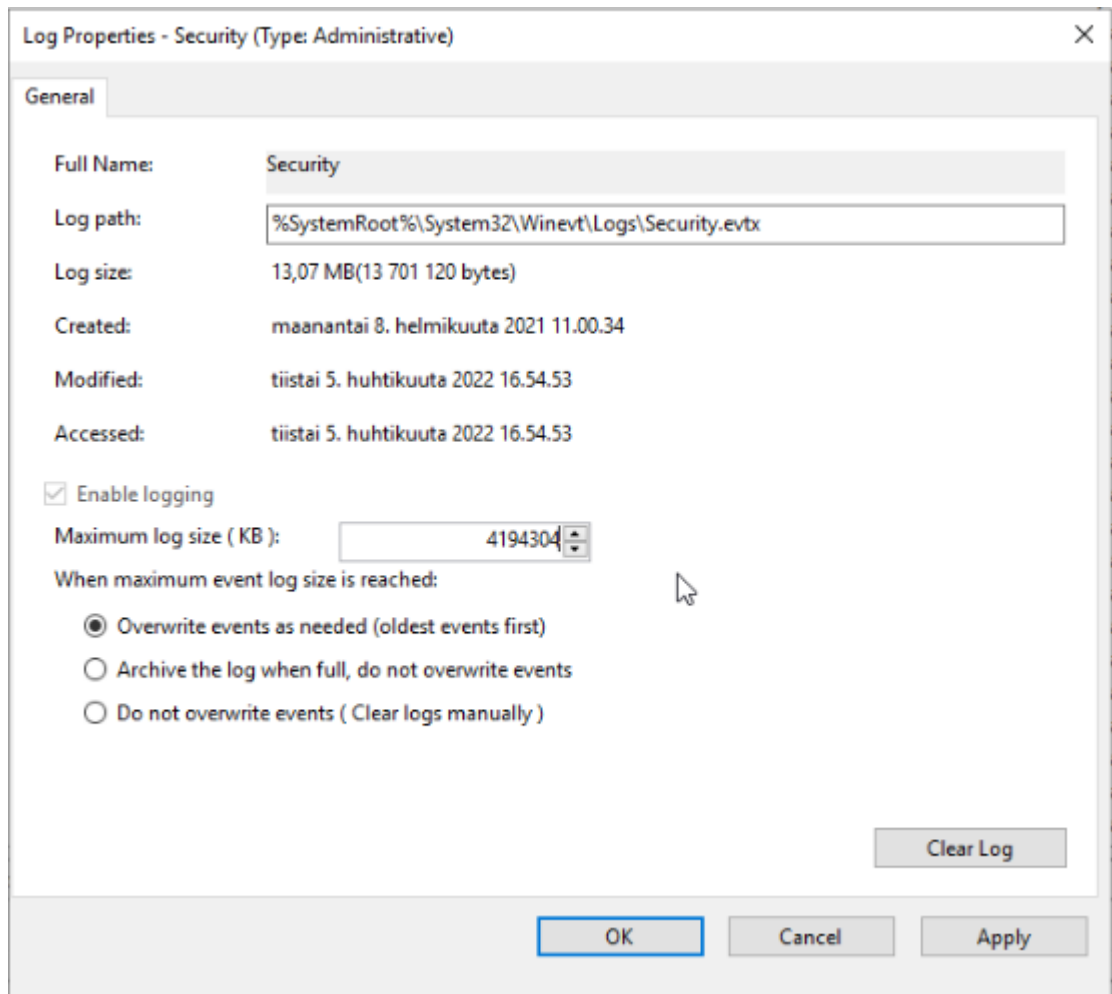 Log Properties - Security (Type: Administrative)
General
Full Name: Security
Log path: %SystemRoot%\System32\Winevt\Logs\Security.evtx
Log size: 13,07 MB(13 701 120 bytes)
Created: maanantai 8. helmikuuta 2021 11.00.34
Modified: tiistai 5. huhtikuuta 2022 16.54.53
Accessed: tiistai 5. huhtikuuta 2022 16.54.53
Enable logging
Maximum log size ( KB ): 4194304
When maximum event log size is reached:
Overwrite events as needed (oldest events first)
Archive the log when full, do not overwrite events
Do not overwrite events ( Clear logs manually )
Clear Log
OK Cancel Apply